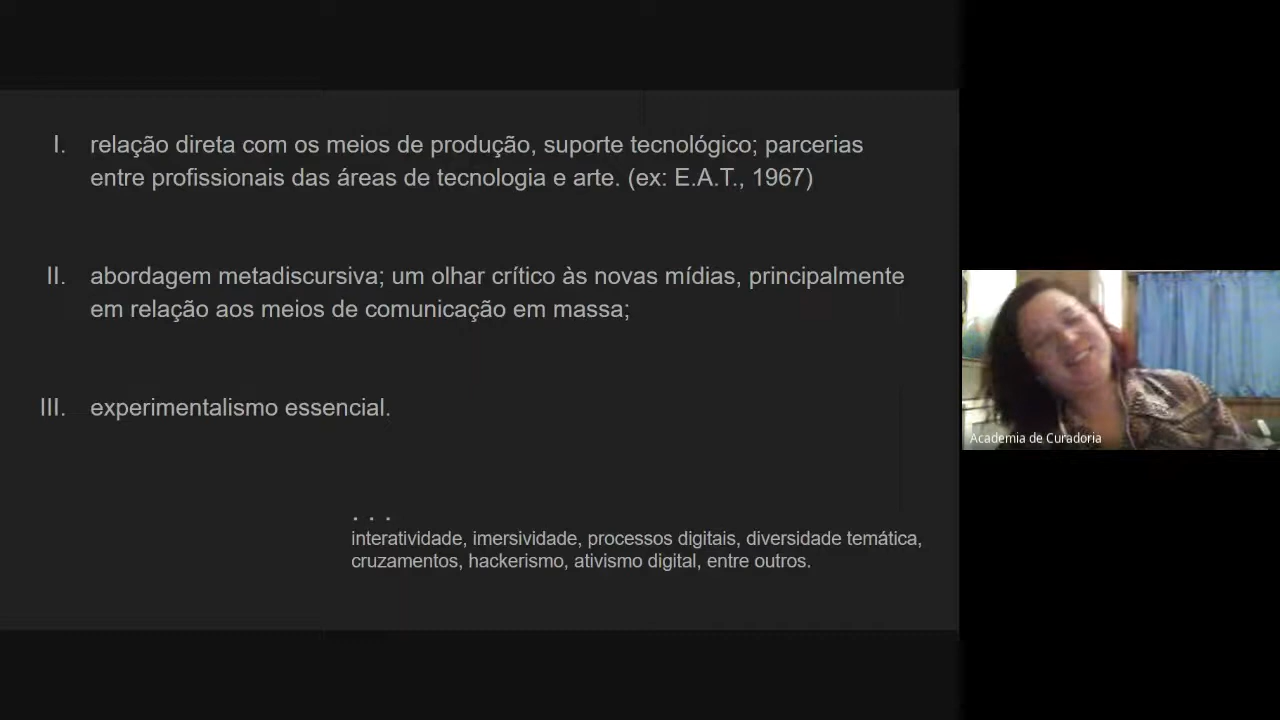 I. relação direta com os meios de produção, suporte tecnológico; parcerias
entre profissionais das áreas de tecnologia e arte. (ex: E.A.T., 1967)
II. abordagem metadiscursiva; um olhar crítico às novas mídias, principalmente
em relação aos meios de comunicação em massa;
III. experimentalismo essencial.
. . .
interatividade, imersividade, processos digitais, diversidade temática,
cruzamentos, hackerismo, ativismo digital, entre outros.
Academia de Curadoria